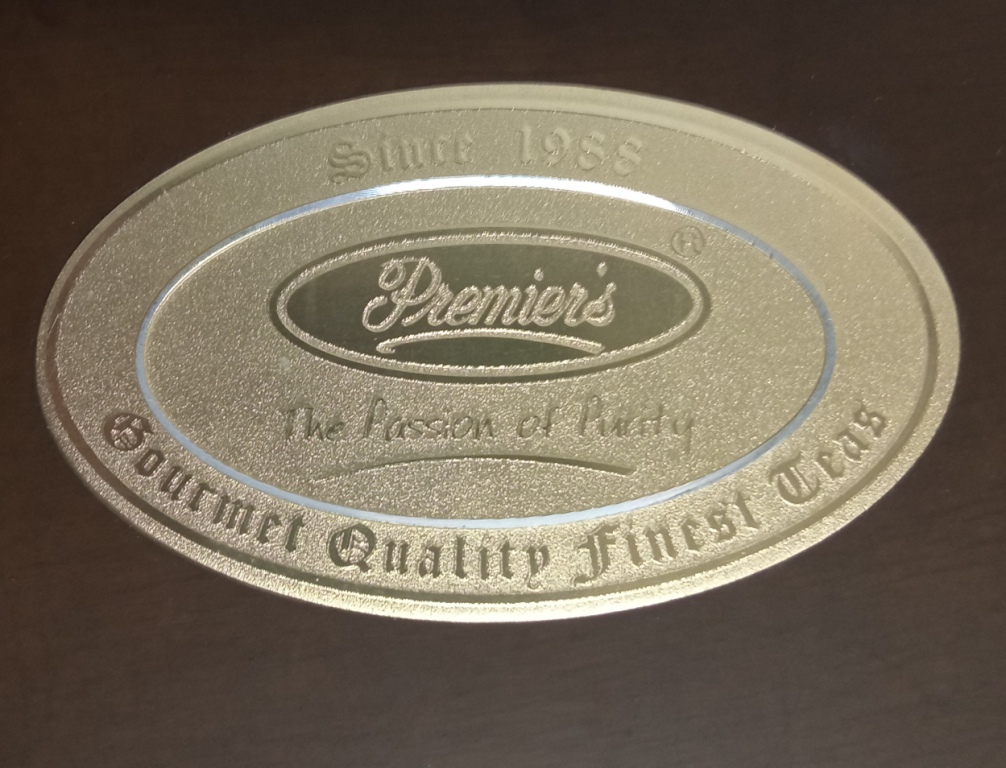 Since 1988
Premier's ®
The Passion of Purity
Gourmet Quality Finest Teas